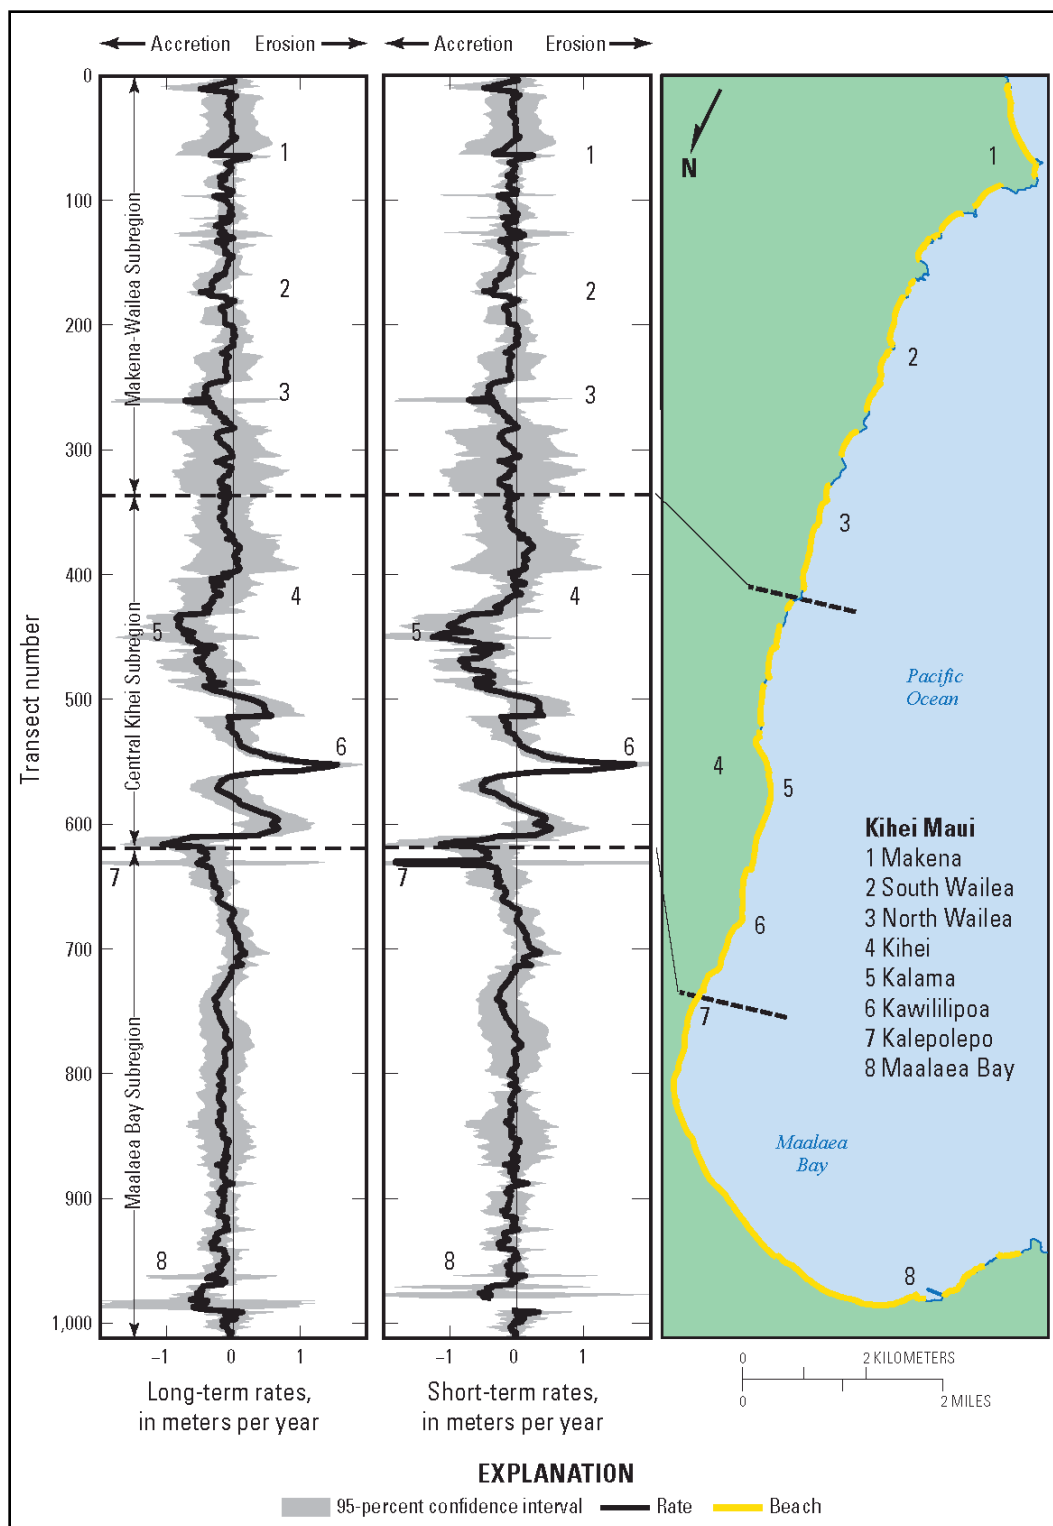 Accretion Erosion
Accretion Erosion
0
100
200
300
400
500
600
700
800
900
1,000
Transect number
Makena-Wailea Subregion
Central Kihei Subregion
Maalaea Bay Subregion
1
2
3
4
5
6
7
8
−1 0 1
Long-term rates,
in meters per year
1
2
3
4
5
6
7
8
−1 0 1
Short-term rates,
in meters per year
N
1
2
3
4
5
6
7
8
Pacific
Ocean
Maalaea
Bay
Kihei Maui
1 Makena
2 South Wailea
3 North Wailea
4 Kihei
5 Kalama
6 Kawililipoa
7 Kalepolepo
8 Maalaea Bay
0 2 KILOMETERS
0 2 MILES
EXPLANATION
95-percent confidence interval Rate Beach